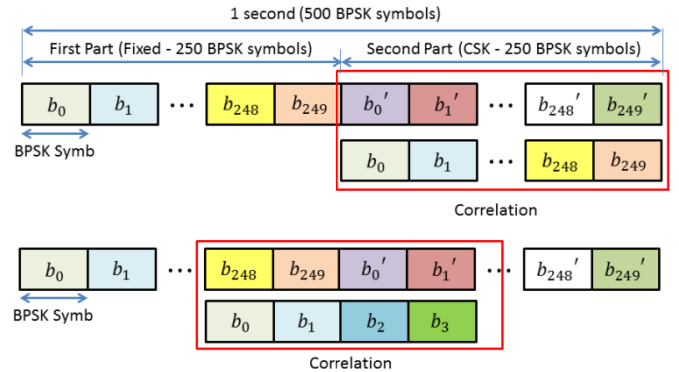 1 second (500 BPSK symbols)
First Part (Fixed - 250 BPSK symbols) Second Part (CSK - 250 BPSK symbols)
b₀ b₁ ••• b₂₄₈ b₂₄₉ b₀′ b₁′ ••• b₂₄₈′ b₂₄₉′
BPSK Symb b₀ b₁ ••• b₂₄₈ b₂₄₉
Correlation
b₀ b₁ ••• b₂₄₈ b₂₄₉ b₀′ b₁′ ••• b₂₄₈′ b₂₄₉′
BPSK Symb b₀ b₁ b₂ b₃
Correlation